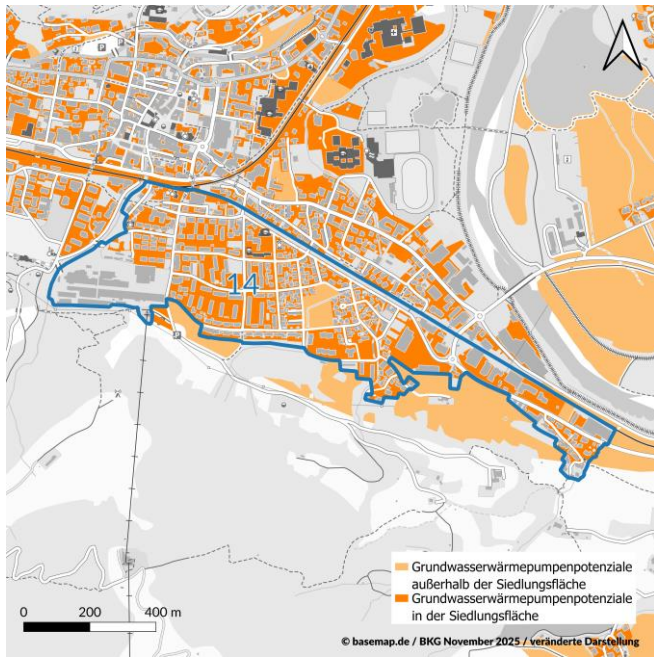 14
Grundwasserwärmepumpenpotenziale
außerhalb der Siedlungsfläche
Grundwasserwärmepumpenpotenziale
in der Siedlungsfläche
0 200 400 m
© basemap.de / BKG November 2025 / veränderte Darstellung